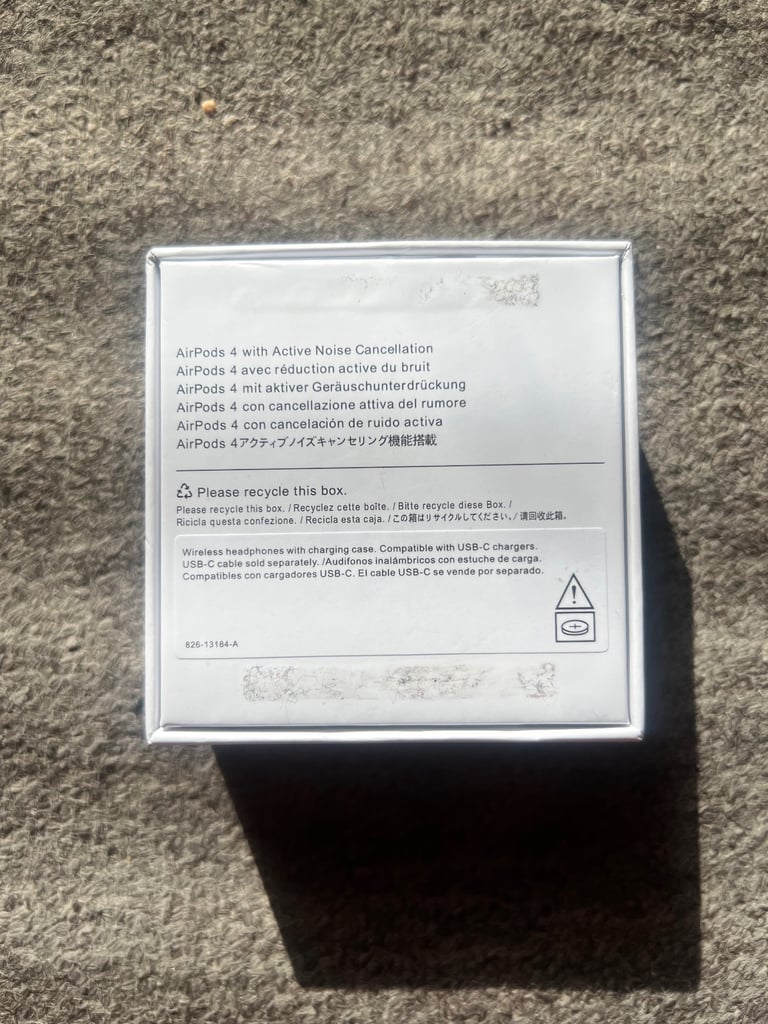 AirPods 4 with Active Noise Cancellation
AirPods 4 avec réduction active du bruit
AirPods 4 mit aktiver Geräuschunterdrückung
AirPods 4 con cancellazione attiva del rumore
AirPods 4 con cancelación de ruido activa
AirPods 4アクティブノイズキャンセリング機能搭載
Please recycle this box.
Please recycle this box. / Recyclez cette boîte. / Bitte recycle diese Box. /
Ricicla questa confezione. / Recicla esta caja. / この箱はリサイクルしてください。/ 请回收此箱。
Wireless headphones with charging case. Compatible with USB-C chargers.
USB-C cable sold separately. /Audífonos inalámbricos con estuche de carga.
Compatibles con cargadores USB-C. El cable USB-C se vende por separado.
826-13184-A